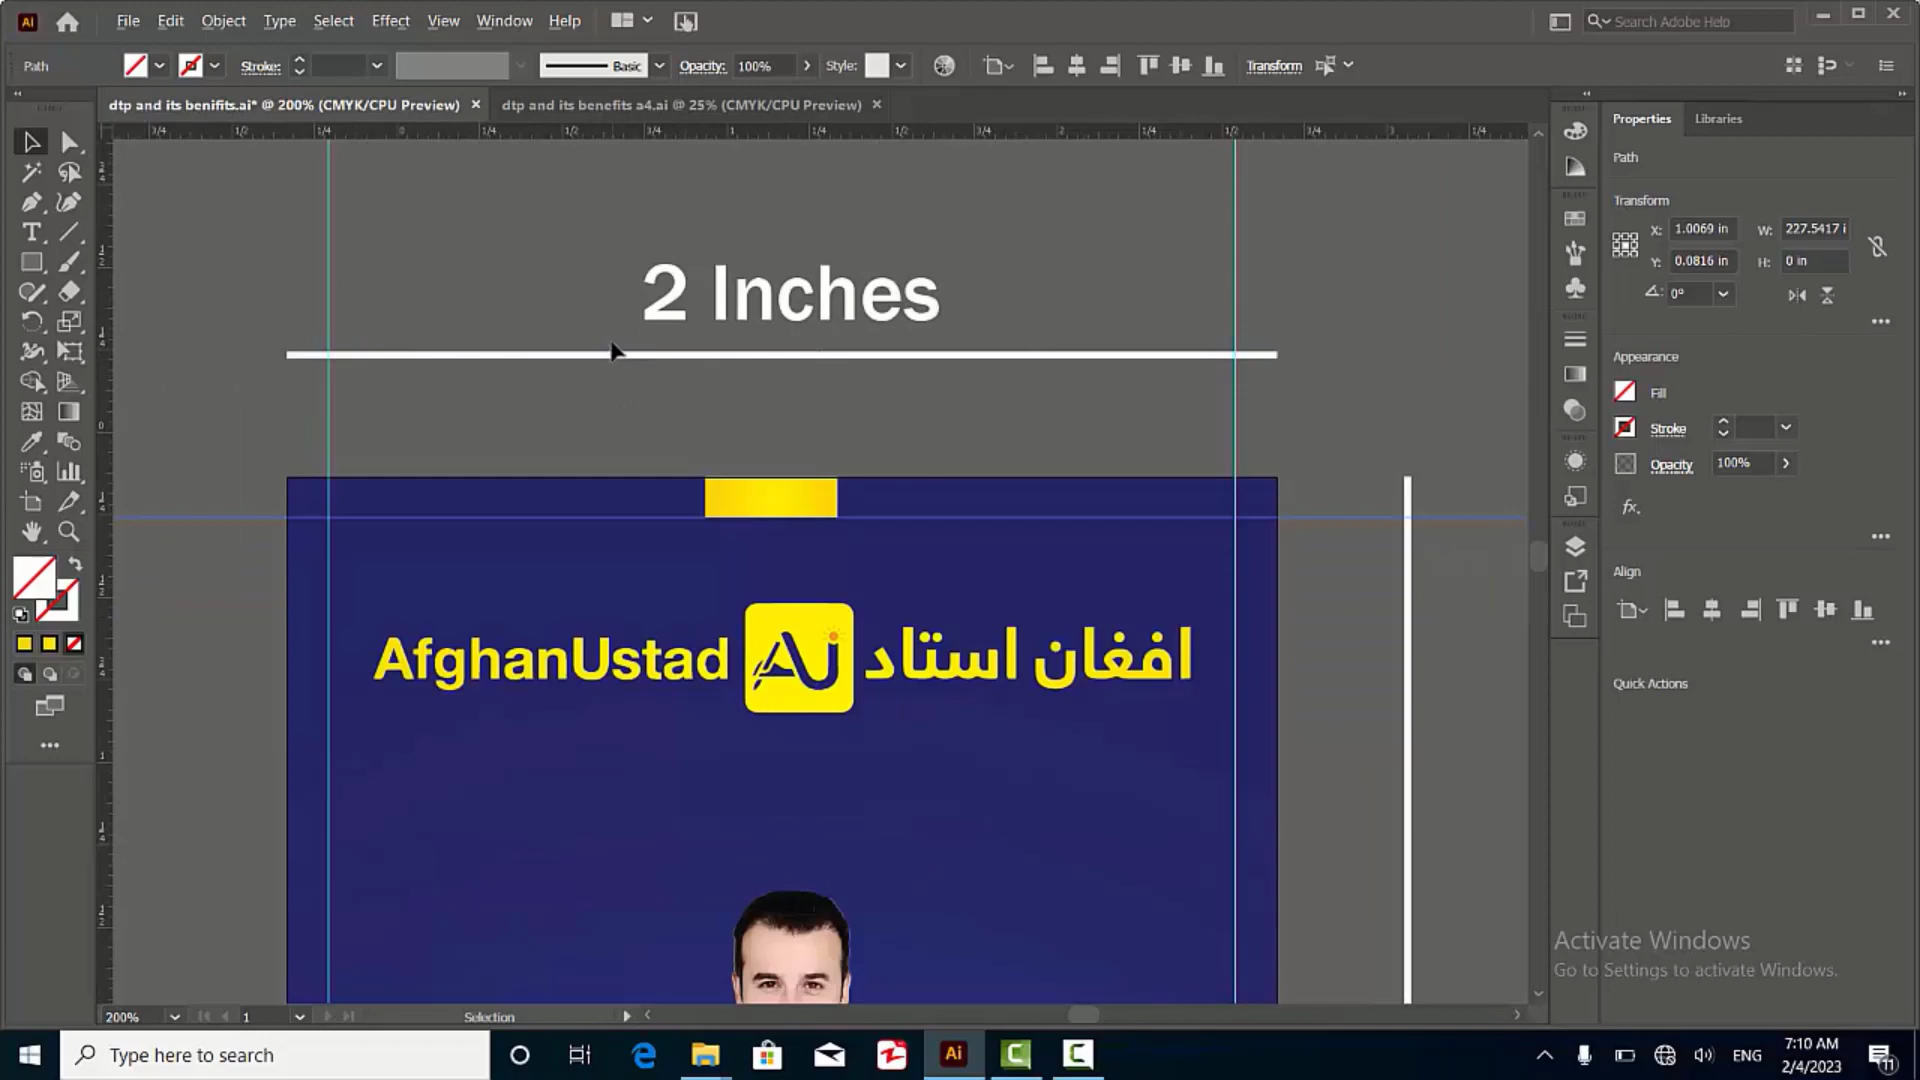 File Edit Object Type Select Effect View Window Help Search Adobe Help
Path Stroke: Basic Opacity: 100% Style: Transform
dtp and its benifits.ai* @ 200% (CMYK/CPU Preview) × dtp and its benefits a4.ai @ 25% (CMYK/CPU Preview) ×
Properties Libraries
Path
Transform
X: 1.0069 in W: 227.5417 i
Y: 0.0816 in H: 0 in
0°
Appearance
Fill
Stroke
Opacity 100%
fx.
Align
Quick Actions
2 Inches
AfghanUstad افغان استاد
Activate Windows
Go to Settings to activate Windows.
200% 1 Selection
Type here to search
Ai
ENG
7:10 AM
2/4/2023
11